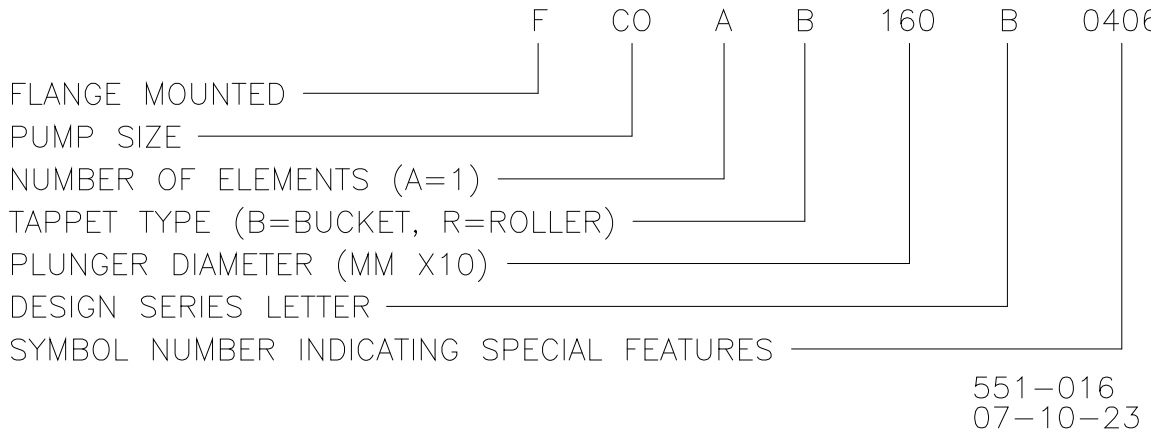 F CO A B 160 B 0406
FLANGE MOUNTED
PUMP SIZE
NUMBER OF ELEMENTS (A=1)
TAPPET TYPE (B=BUCKET, R=ROLLER)
PLUNGER DIAMETER (MM X10)
DESIGN SERIES LETTER
SYMBOL NUMBER INDICATING SPECIAL FEATURES
551-016
07-10-23